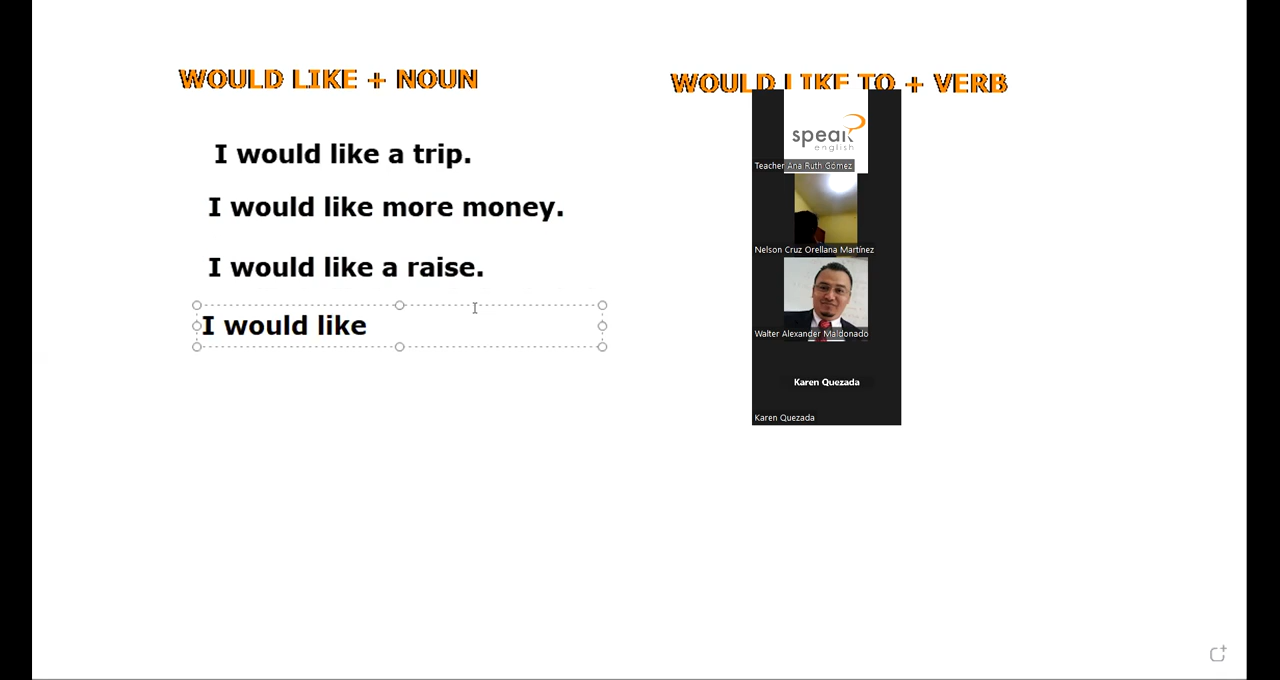 WOULD LIKE + NOUN
I would like a trip.
I would like more money.
I would like a raise.
I would like
WOULD LIKE TO + VERB
speak
english
Teacher Ana Ruth Gómez
Nelson Cruz Orellana Martínez
Walter Alexander Maldonado
Karen Quezada
Karen Quezada